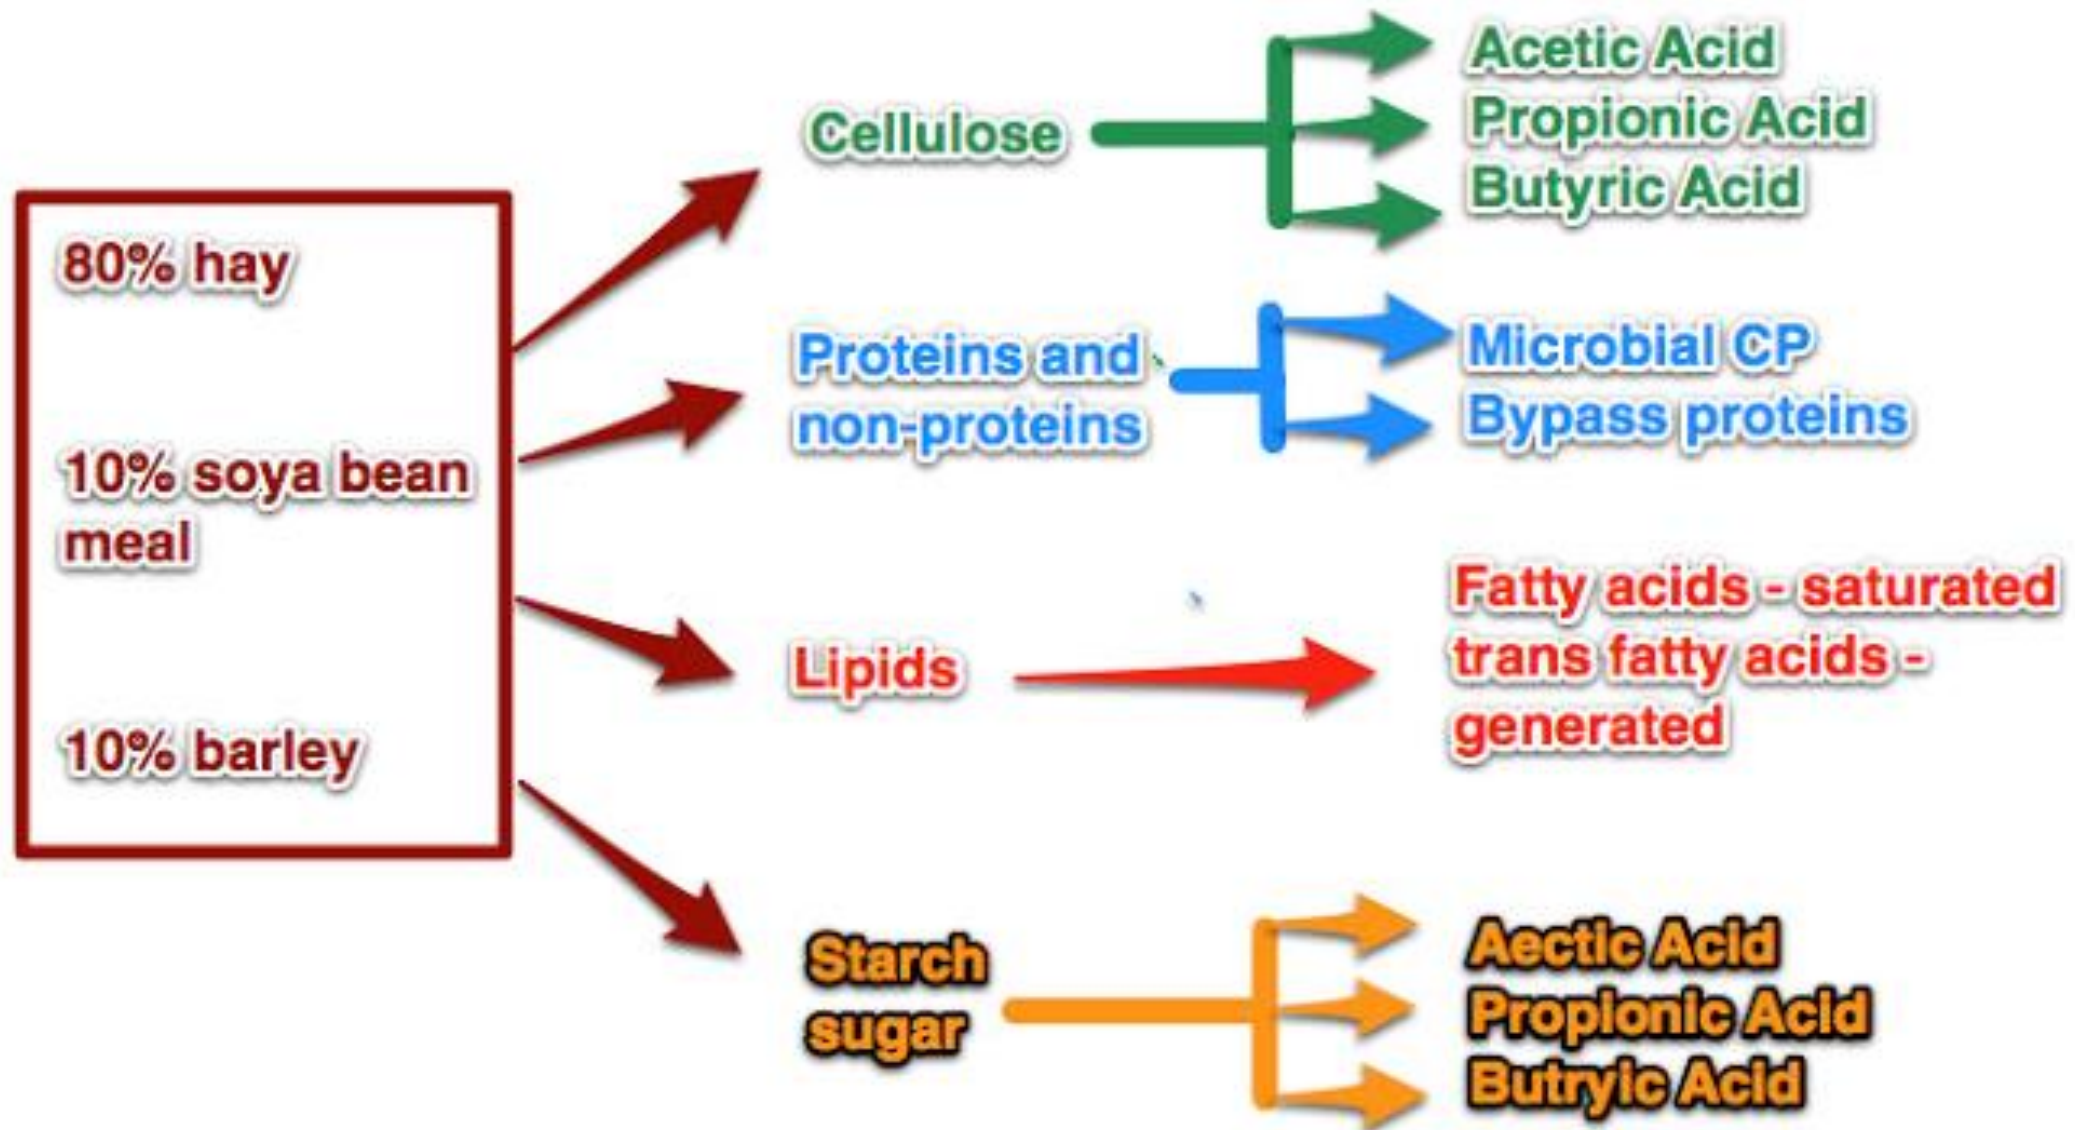 80% hay
10% soya bean
meal
10% barley
Cellulose
Acetic Acid
Propionic Acid
Butyric Acid
Proteins and
non-proteins
Microbial CP
Bypass proteins
Lipids
Fatty acids - saturated
trans fatty acids -
generated
Starch
sugar
Aectic Acid
Propionic Acid
Butryic Acid